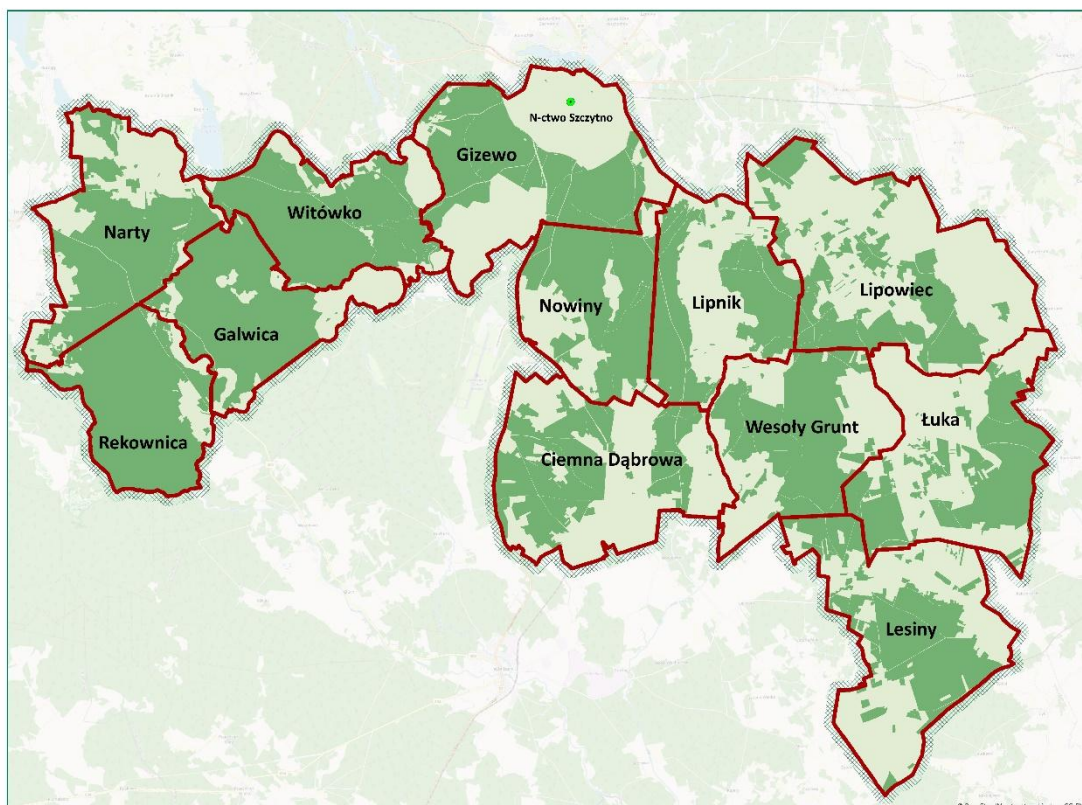 N-ctwo Szczytno
Gizewo
Witówko
Narty
Lipowiec
Nowiny
Lipnik
Galwica
Łuka
Wesoły Grunt
Rekownica
Ciemna Dąbrowa
Lesiny